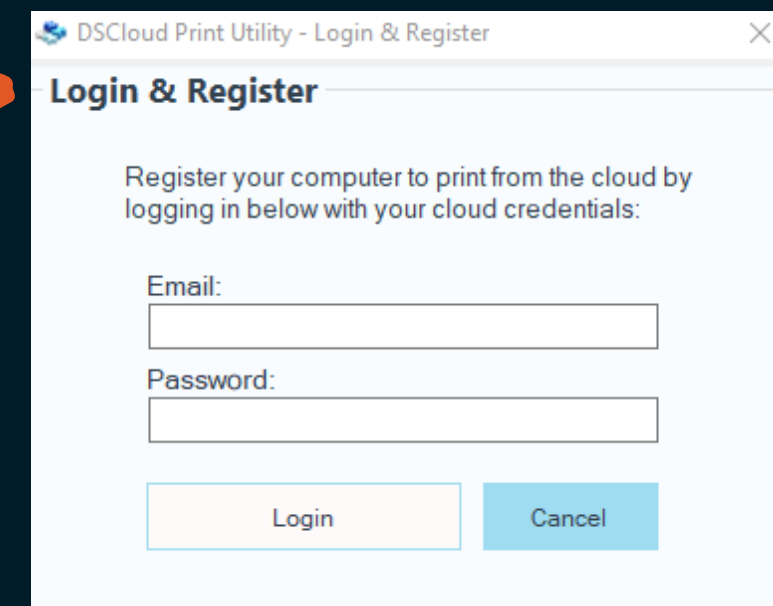 DSCloud Print Utility - Login & Register
Login & Register
Register your computer to print from the cloud by
logging in below with your cloud credentials:
Email:
Password:
Login
Cancel